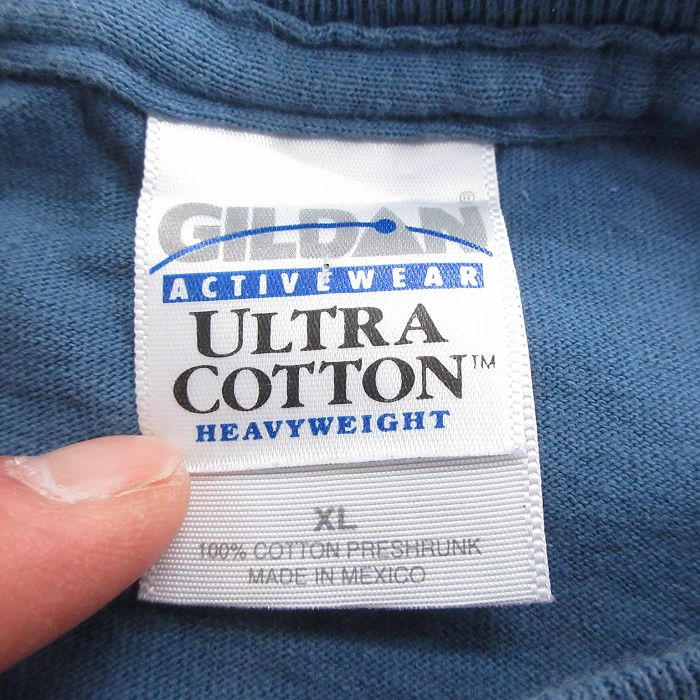 GILDAN®
ACTIVEWEAR
ULTRA
COTTON™
HEAVYWEIGHT
XL
100% COTTON PRESHRUNK
MADE IN MEXICO